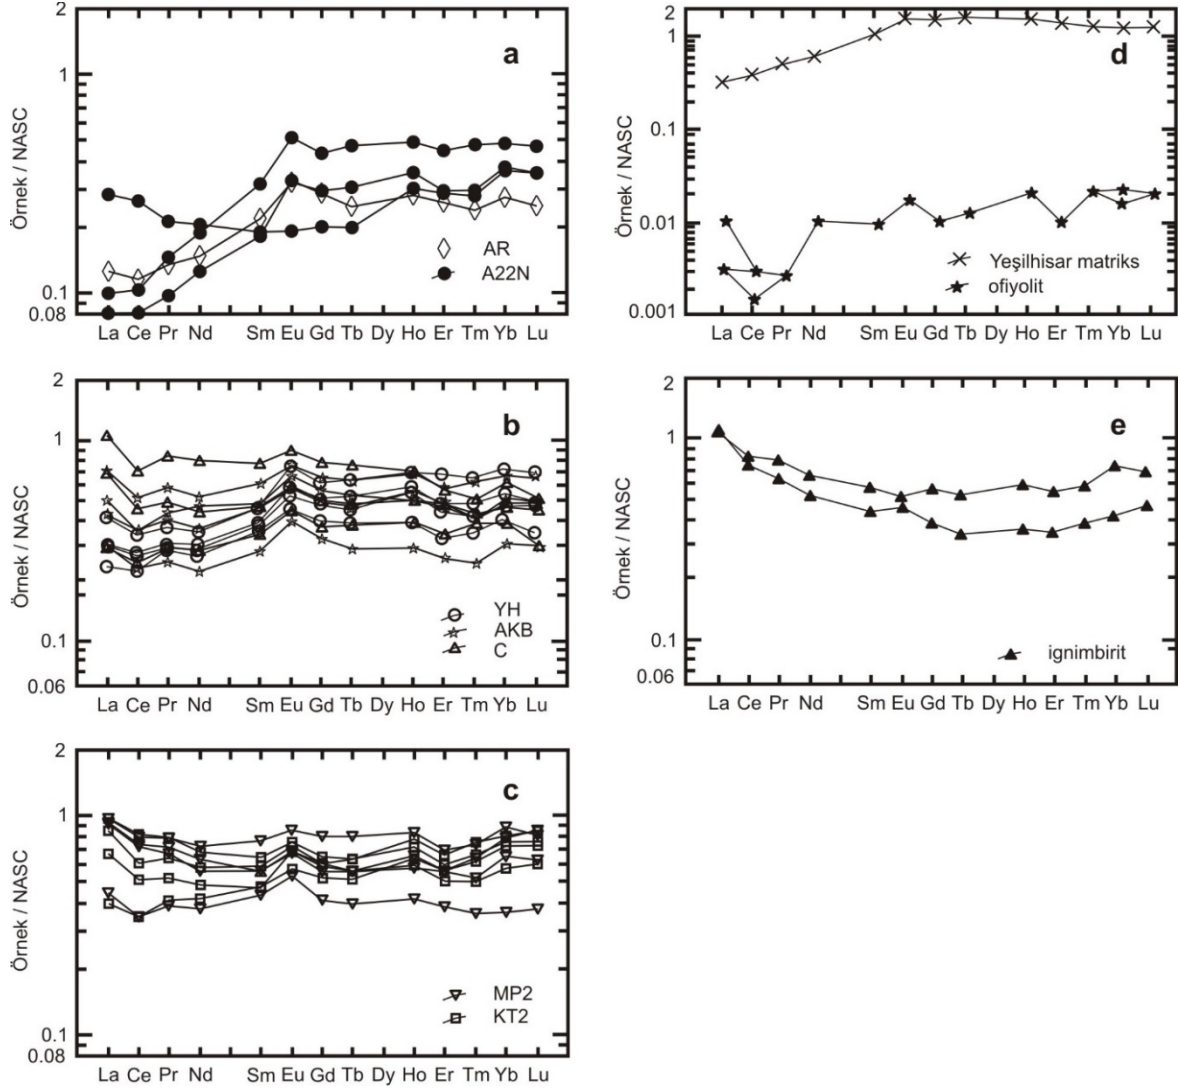 a
2
1
0.1
0.08
Örnek / NASC
AR
A22N
La Ce Pr Nd Sm Eu Gd Tb Dy Ho Er Tm Yb Lu
b
2
1
0.1
0.06
Örnek / NASC
YH
AKB
C
La Ce Pr Nd Sm Eu Gd Tb Dy Ho Er Tm Yb Lu
c
2
1
0.1
0.08
Örnek / NASC
MP2
KT2
La Ce Pr Nd Sm Eu Gd Tb Dy Ho Er Tm Yb Lu
d
2
1
0.1
0.01
0.001
Örnek / NASC
Yeşilhisar matriks
ofiyolit
La Ce Pr Nd Sm Eu Gd Tb Dy Ho Er Tm Yb Lu
e
2
1
0.1
0.06
Örnek / NASC
ignimbirit
La Ce Pr Nd Sm Eu Gd Tb Dy Ho Er Tm Yb Lu